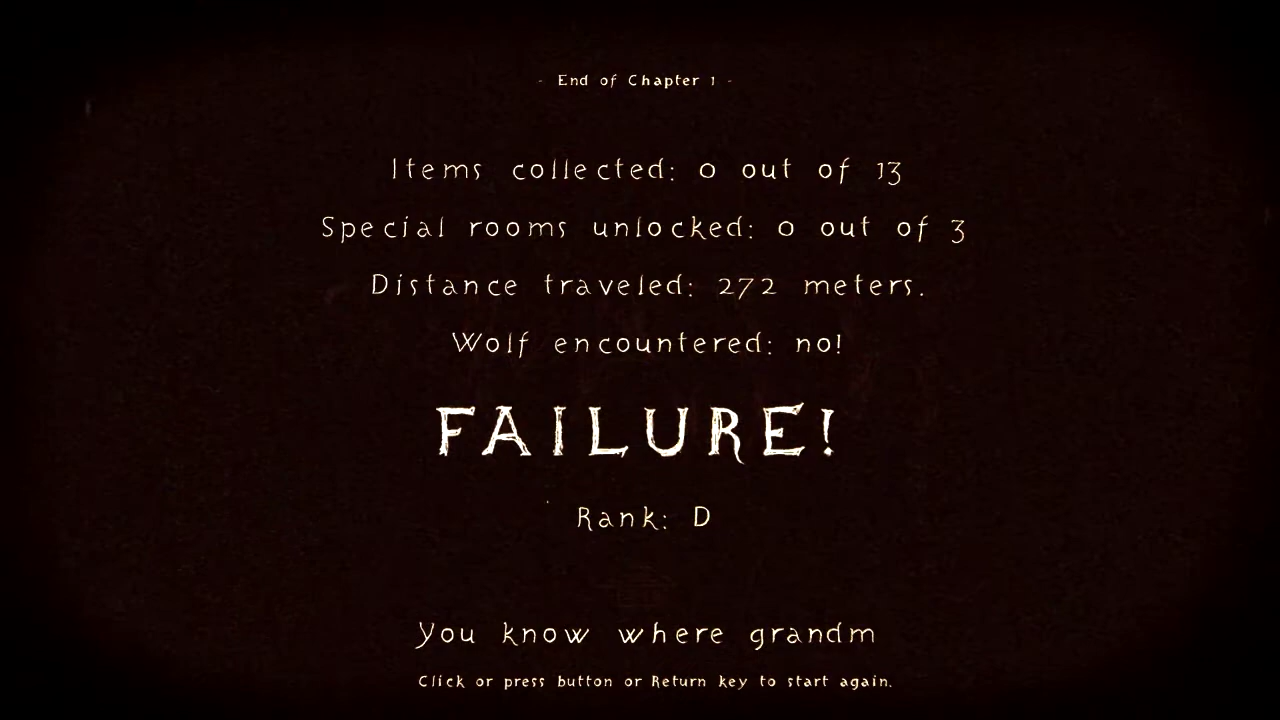 - End of Chapter 1 -
Items collected: 0 out of 13
Special rooms unlocked: 0 out of 3
Distance traveled: 272 meters.
Wolf encountered: no!
FAILURE!
Rank: D
You know where grandm
Click or press button or Return key to start again.